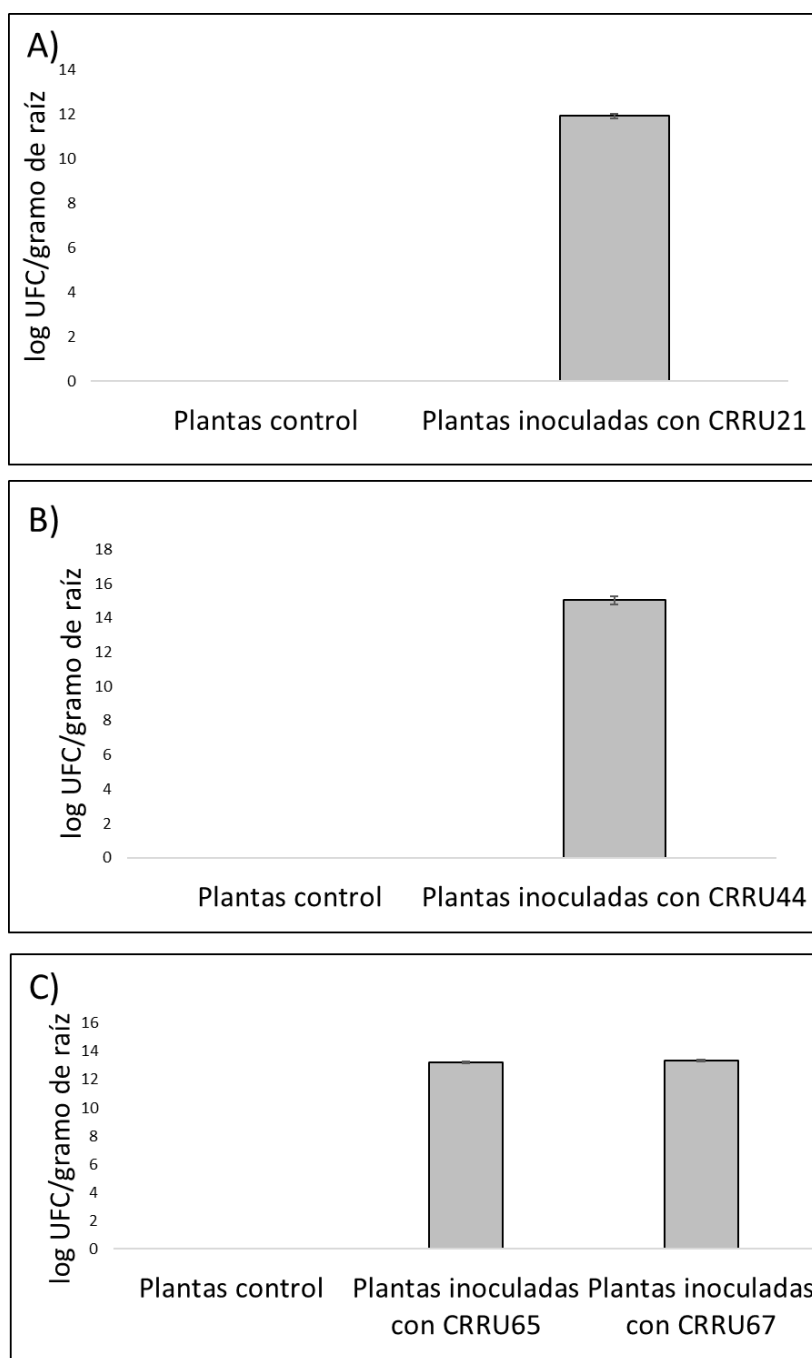 A)
log UFC/gramo de raíz
14
12
10
8
6
4
2
0
Plantas control
Plantas inoculadas con CRRU21
B)
log UFC/gramo de raíz
18
16
14
12
10
8
6
4
2
0
Plantas control
Plantas inoculadas con CRRU44
C)
log UFC/gramo de raíz
16
14
12
10
8
6
4
2
0
Plantas control
Plantas inoculadas
con CRRU65
Plantas inoculadas
con CRRU67